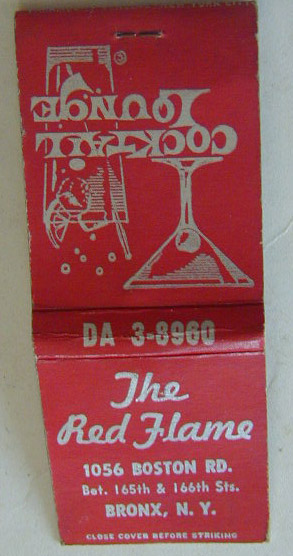 COCKTAIL
LOUNGE
DA 3-8960
The
Red Flame
1056 BOSTON RD.
Bet. 165th & 166th Sts.
BRONX, N. Y.
CLOSE COVER BEFORE STRIKING